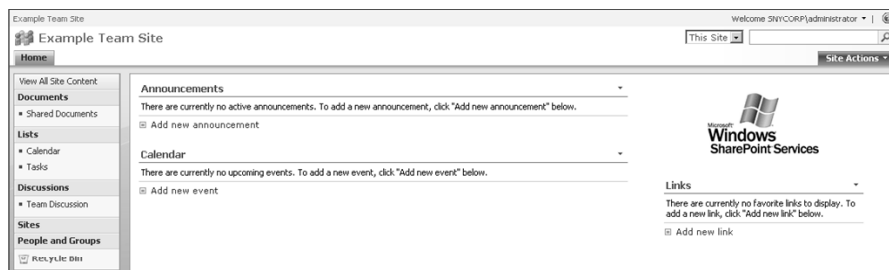 Example Team Site
Welcome SNYCORP\administrator
Example Team Site
This Site
Home
Site Actions
View All Site Content
Documents
Shared Documents
Lists
Calendar
Tasks
Discussions
Team Discussion
Sites
People and Groups
Recycle Bin
Announcements
There are currently no active announcements. To add a new announcement, click "Add new announcement" below.
Add new announcement
Calendar
There are currently no upcoming events. To add a new event, click "Add new event" below.
Add new event
Microsoft
Windows
SharePoint Services
Links
There are currently no favorite links to display. To
add a new link, click "Add new link" below.
Add new link